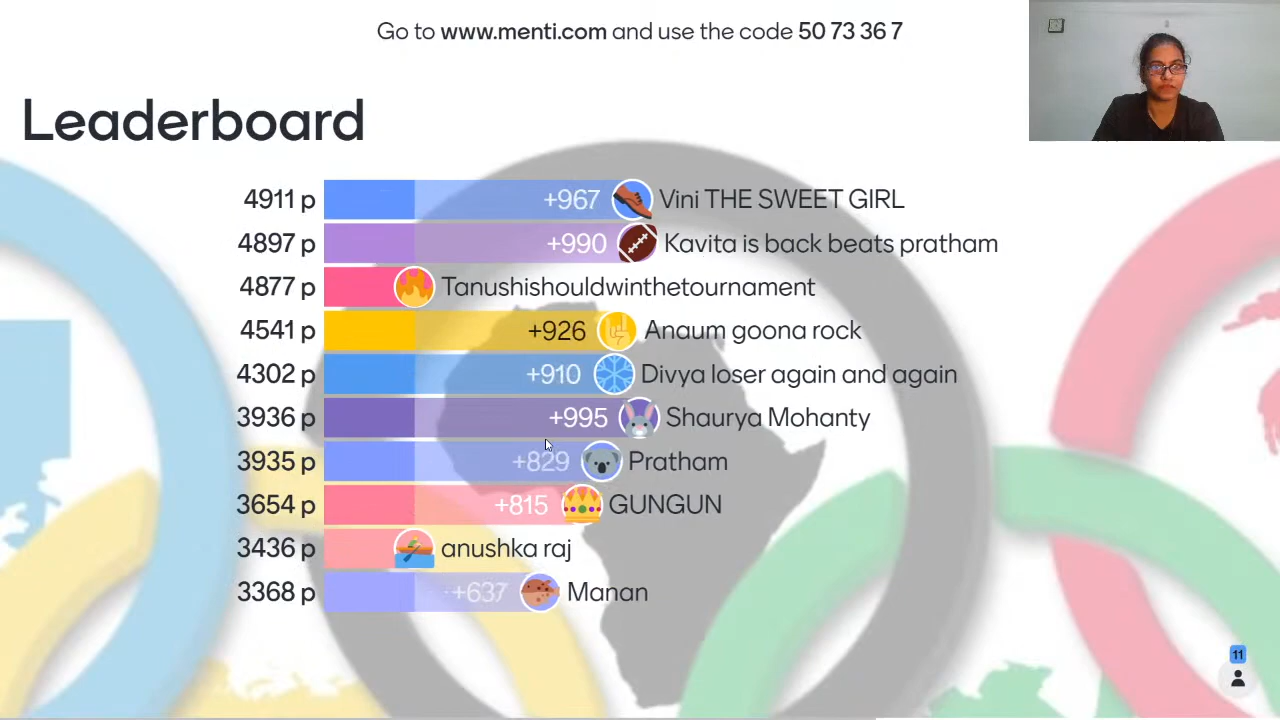 Go to www.menti.com and use the code 50 73 36 7
Leaderboard
4911 p +967 Vini THE SWEET GIRL
4897 p +990 Kavita is back beats pratham
4877 p Tanushishouldwinthetournament
4541 p +926 Anaum goona rock
4302 p +910 Divya loser again and again
3936 p +995 Shaurya Mohanty
3935 p +829 Pratham
3654 p +815 GUNGUN
3436 p anushka raj
3368 p +637 Manan
11